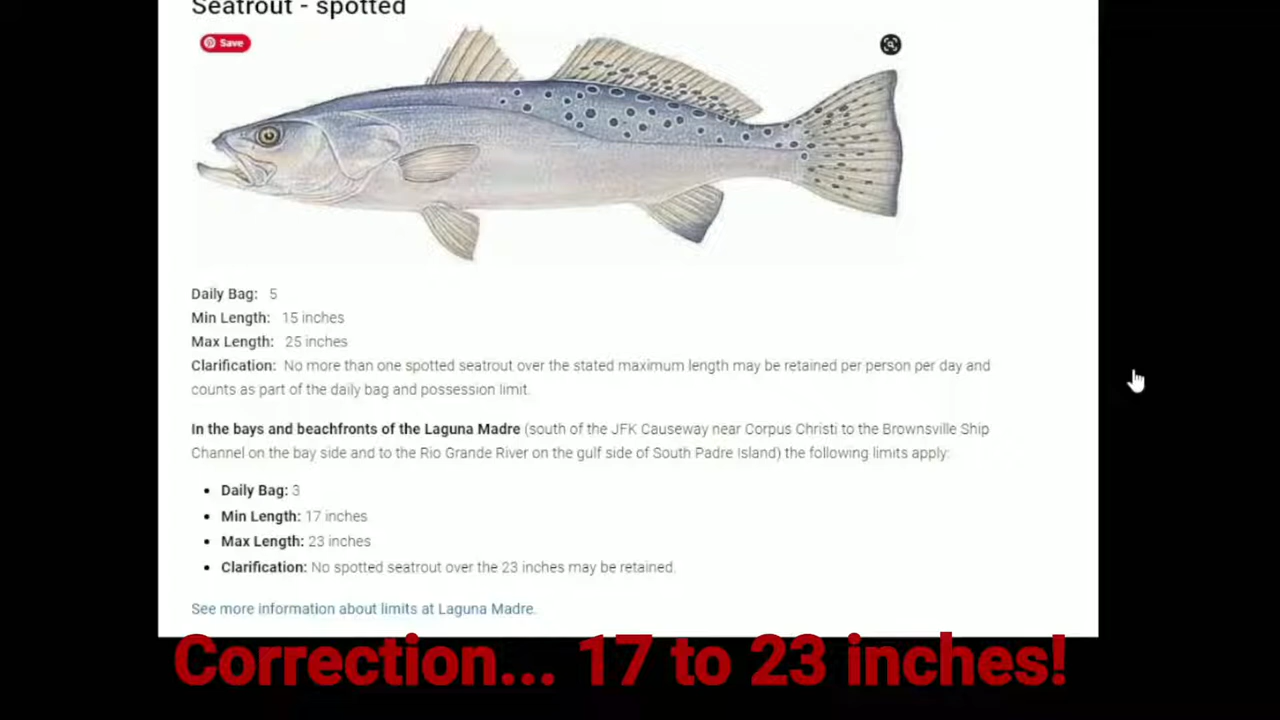 Seatrout - spotted
Save
Daily Bag: 5
Min Length: 15 inches
Max Length: 25 inches
Clarification: No more than one spotted seatrout over the stated maximum length may be retained per person per day and
counts as part of the daily bag and possession limit.
In the bays and beachfronts of the Laguna Madre (south of the JFK Causeway near Corpus Christi to the Brownsville Ship
Channel on the bay side and to the Rio Grande River on the gulf side of South Padre Island) the following limits apply:
• Daily Bag: 3
• Min Length: 17 inches
• Max Length: 23 inches
• Clarification: No spotted seatrout over the 23 inches may be retained.
See more information about limits at Laguna Madre.
Correction... 17 to 23 inches!